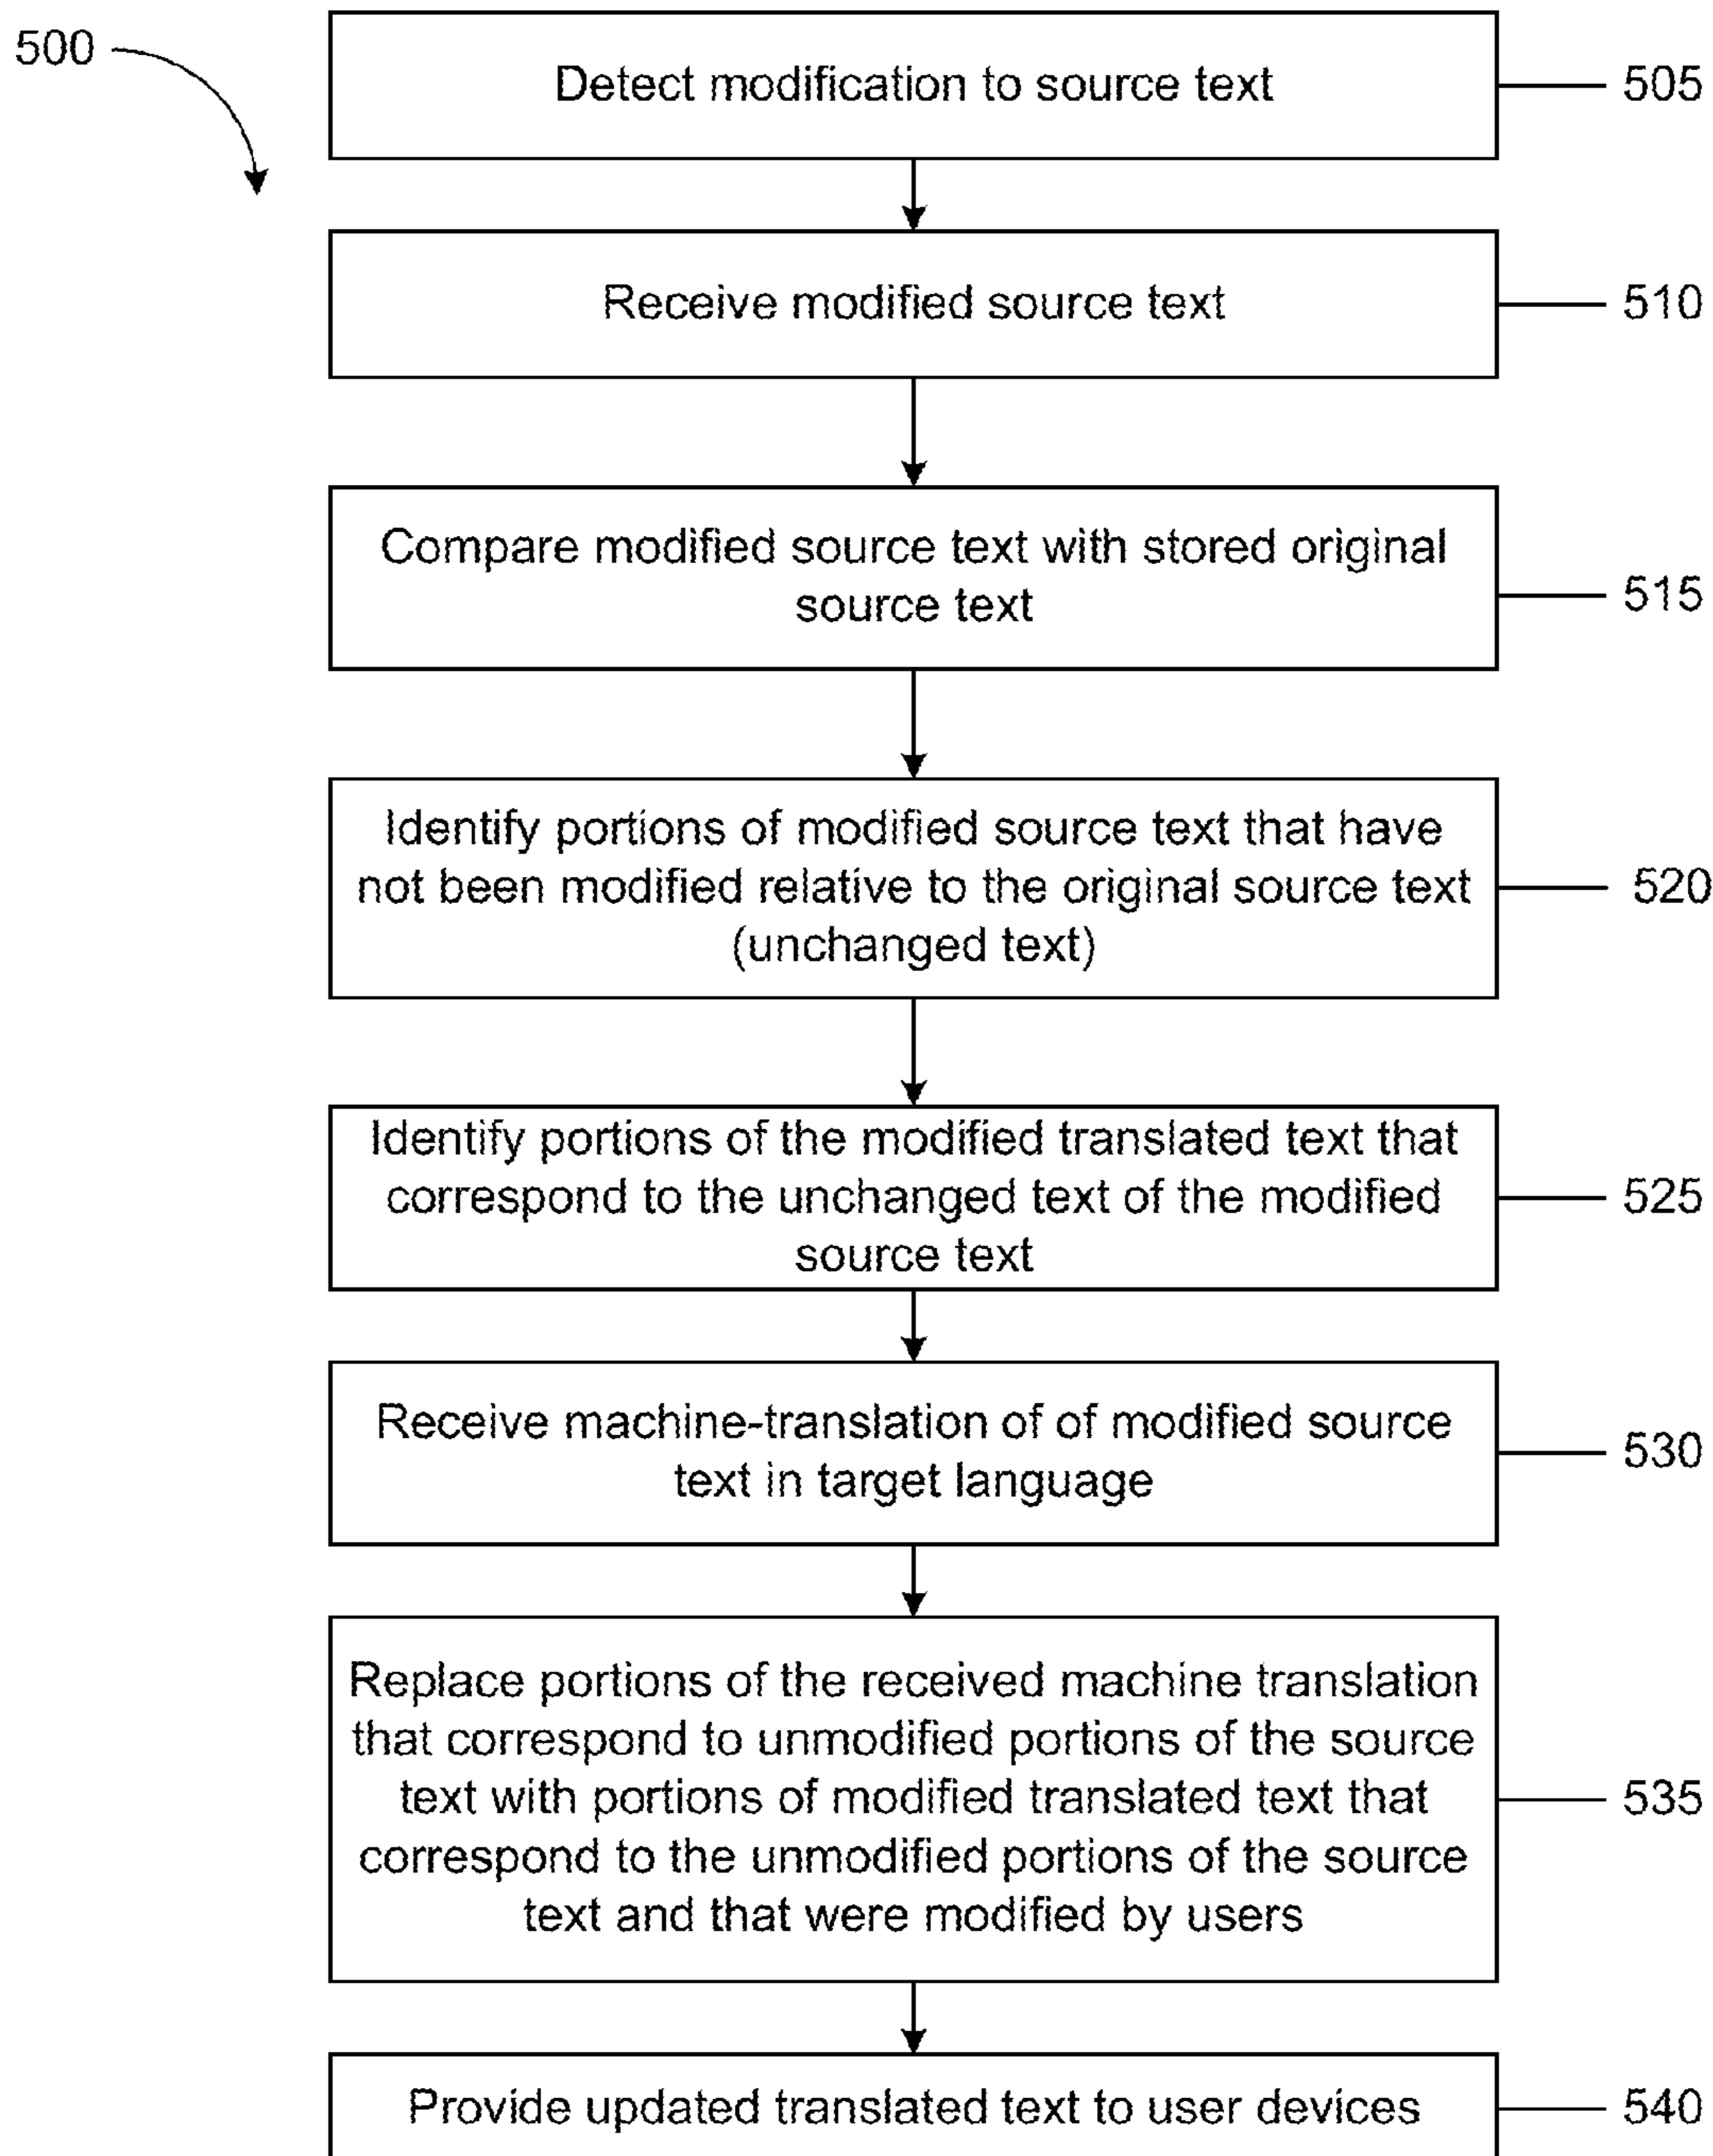 500
Detect modification to source text
505
Receive modified source text
510
Compare modified source text with stored original
source text
515
Identify portions of modified source text that have
not been modified relative to the original source text
(unchanged text)
520
Identify portions of the modified translated text that
correspond to the unchanged text of the modified
source text
525
Receive machine-translation of of modified source
text in target language
530
Replace portions of the received machine translation
that correspond to unmodified portions of the source
text with portions of modified translated text that
correspond to the unmodified portions of the source
text and that were modified by users
535
Provide updated translated text to user devices
540